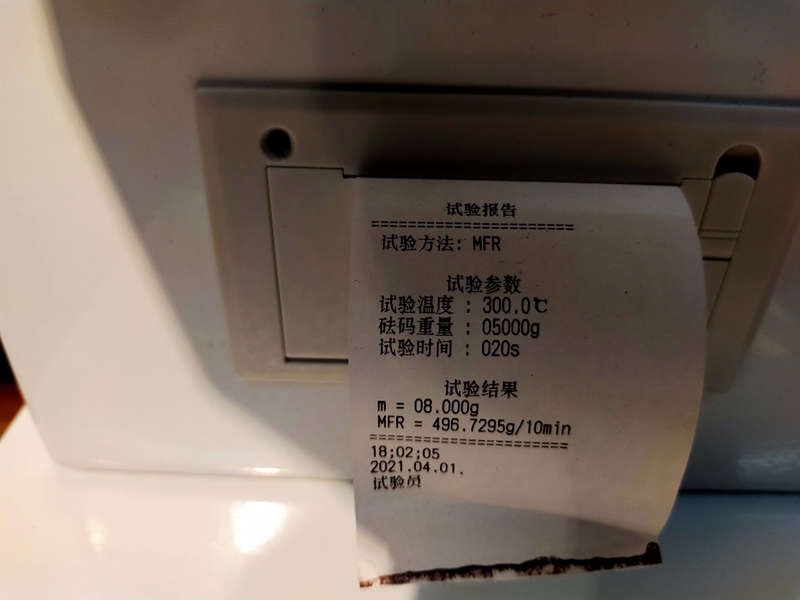 试验报告
======================
试验方法: MFR
试验参数
试验温度 : 300.0℃
砝码重量 : 05000g
试验时间 : 020s
试验结果
m = 08.000g
MFR = 496.7295g/10min
======================
18;02;05
2021.04.01.
试验员